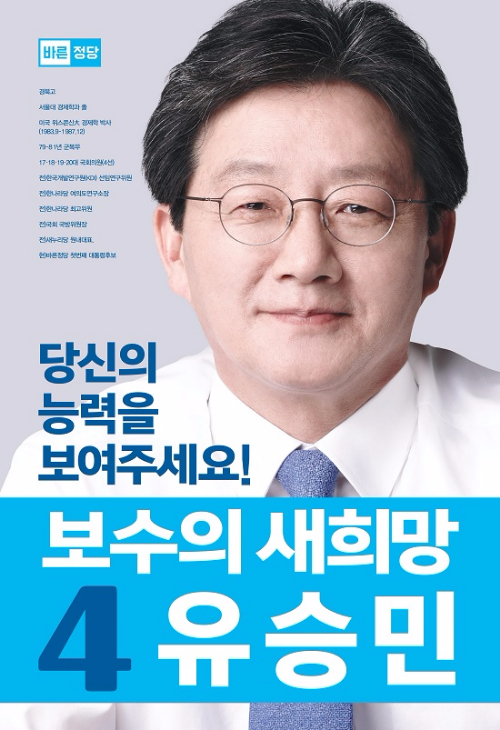 바른정당
경북고
서울대 경제학과 졸
미국 위스콘신大 경제학 박사
(1983.9-1987.12)
79-81년 군복무
17·18·19·20대 국회의원(4선)
전)한국개발연구원(KDI) 선임연구위원
전)한나라당 여의도연구소장
전)한나라당 최고위원
전)국회 국방위원장
전)새누리당 원내대표,
현)바른정당 첫번째 대통령후보
당신의
능력을
보여주세요!
보수의 새희망
4 유승민